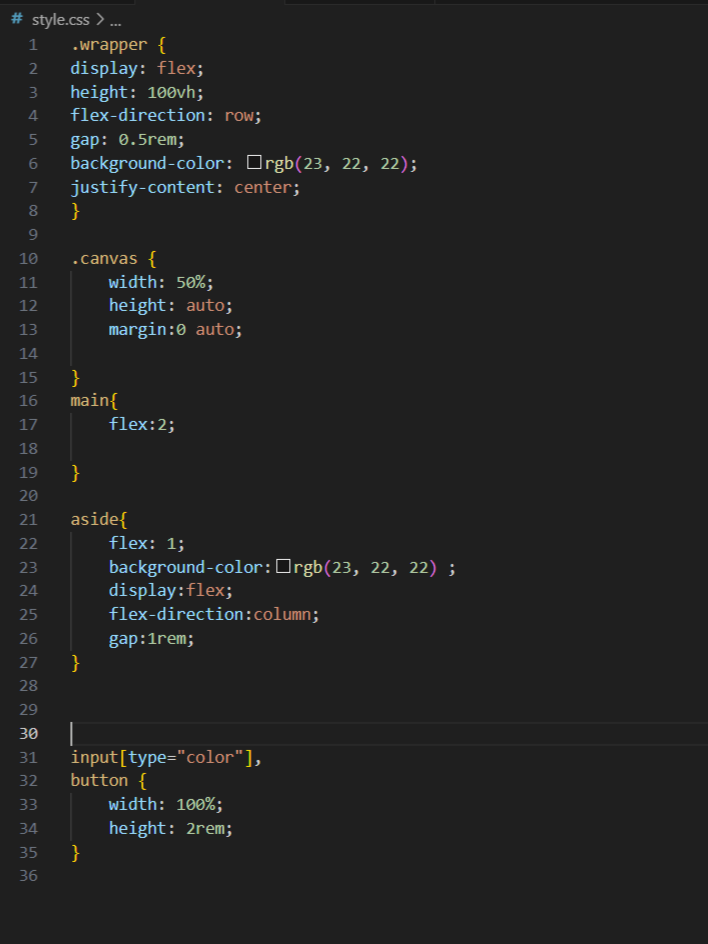 # style.css > ...
1 .wrapper {
2 display: flex;
3 height: 100vh;
4 flex-direction: row;
5 gap: 0.5rem;
6 background-color: rgb(23, 22, 22);
7 justify-content: center;
8 }
9
10 .canvas {
11     width: 50%;
12     height: auto;
13     margin:0 auto;
14
15 }
16 main{
17     flex:2;
18
19 }
20
21 aside{
22     flex: 1;
23     background-color:rgb(23, 22, 22) ;
24     display:flex;
25     flex-direction:column;
26     gap:1rem;
27 }
28
29
30
31 input[type="color"],
32 button {
33     width: 100%;
34     height: 2rem;
35 }
36